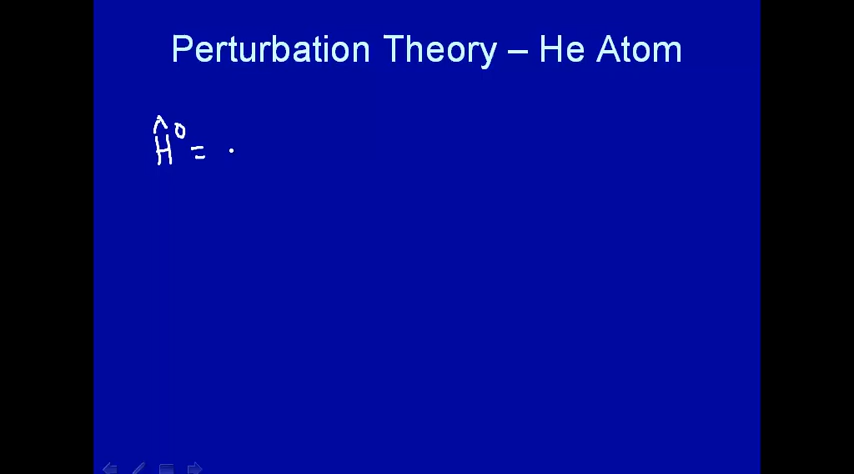 Perturbation Theory – He Atom
Ĥ⁰ =